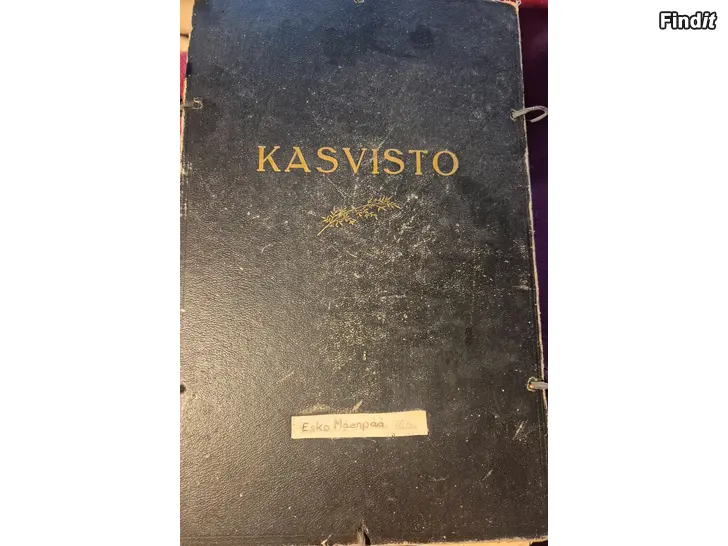 Findit
KASVISTO
Esko Mäenpää